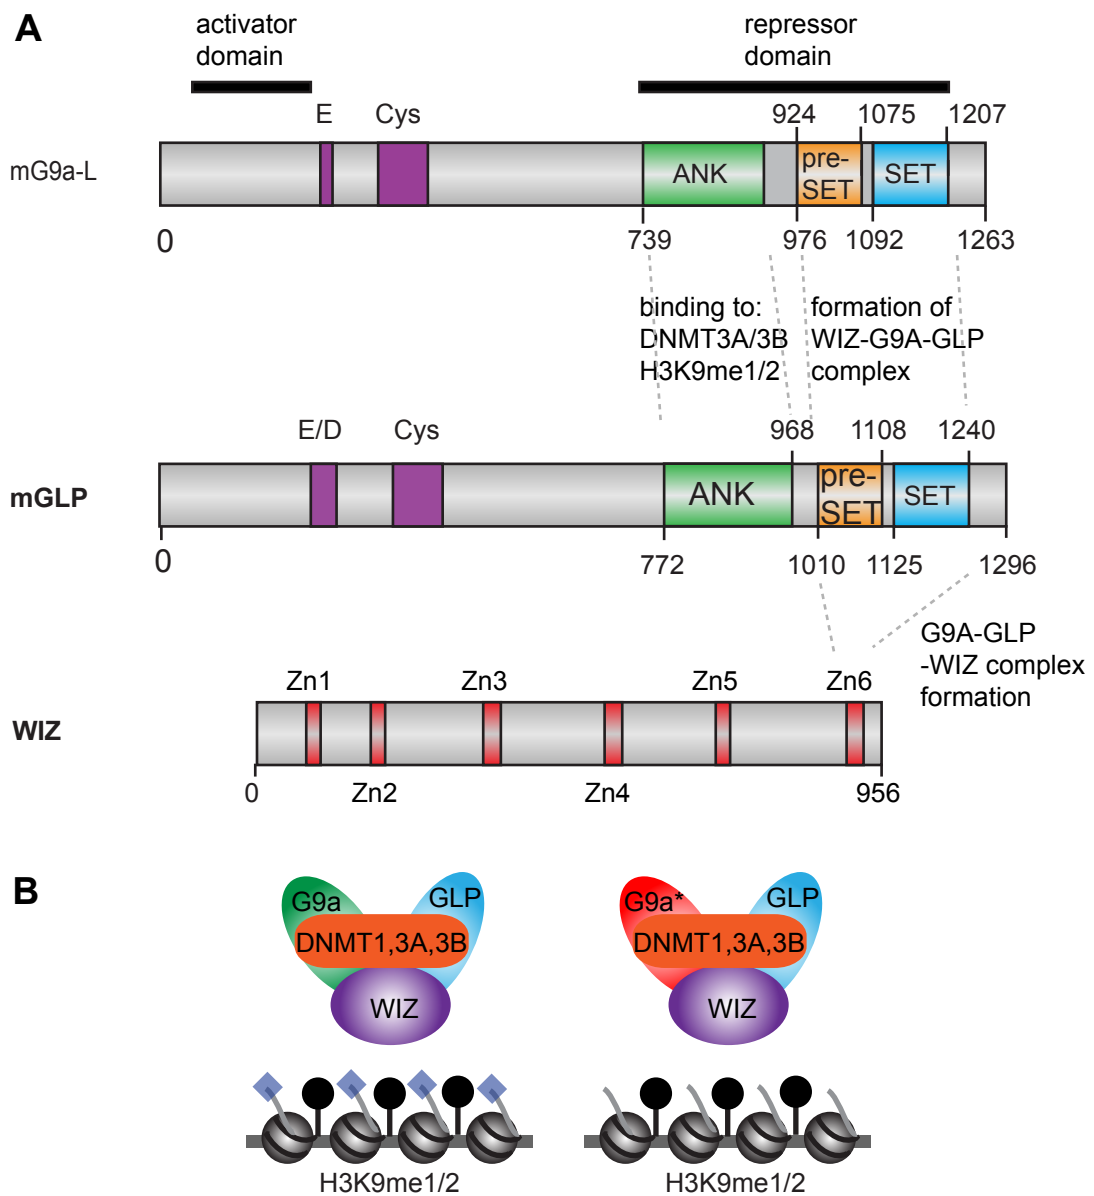 A
activator
domain
repressor
domain
E
Cys
924
1075
1207
mG9a-L
ANK
pre-
SET
SET
0
739
976
1092
1263
binding to:
DNMT3A/3B
H3K9me1/2
formation of
WIZ-G9A-GLP
complex
E/D
Cys
968
1108
1240
mGLP
ANK
pre-
SET
SET
0
772
1010
1125
1296
G9A-GLP
-WIZ complex
formation
Zn1
Zn3
Zn5
Zn6
WIZ
0
Zn2
Zn4
956
B
G9a
GLP
DNMT1,3A,3B
WIZ
H3K9me1/2
G9a*
GLP
DNMT1,3A,3B
WIZ
H3K9me1/2